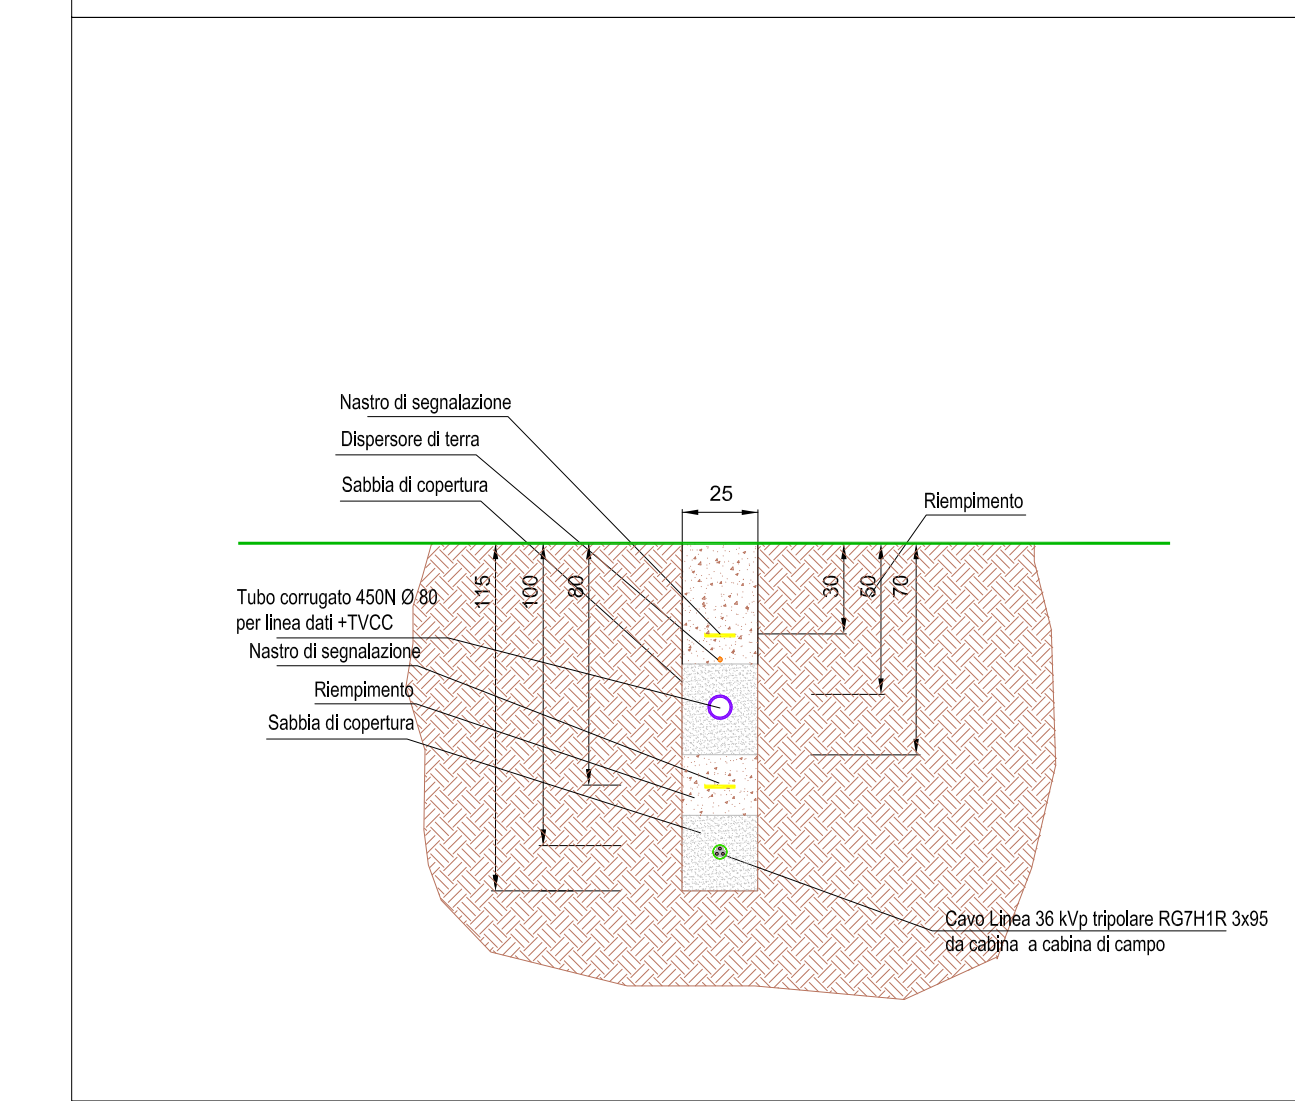 Nastro di segnalazione
Dispersore di terra
Sabbia di copertura
25
Riempimento
115
100
80
30
50
70
Tubo corrugato 450N Ø 80
per linea dati +TVCC
Nastro di segnalazione
Riempimento
Sabbia di copertura
Cavo Linea 36 kVp tripolare RG7H1R 3x95
da cabina a cabina di campo